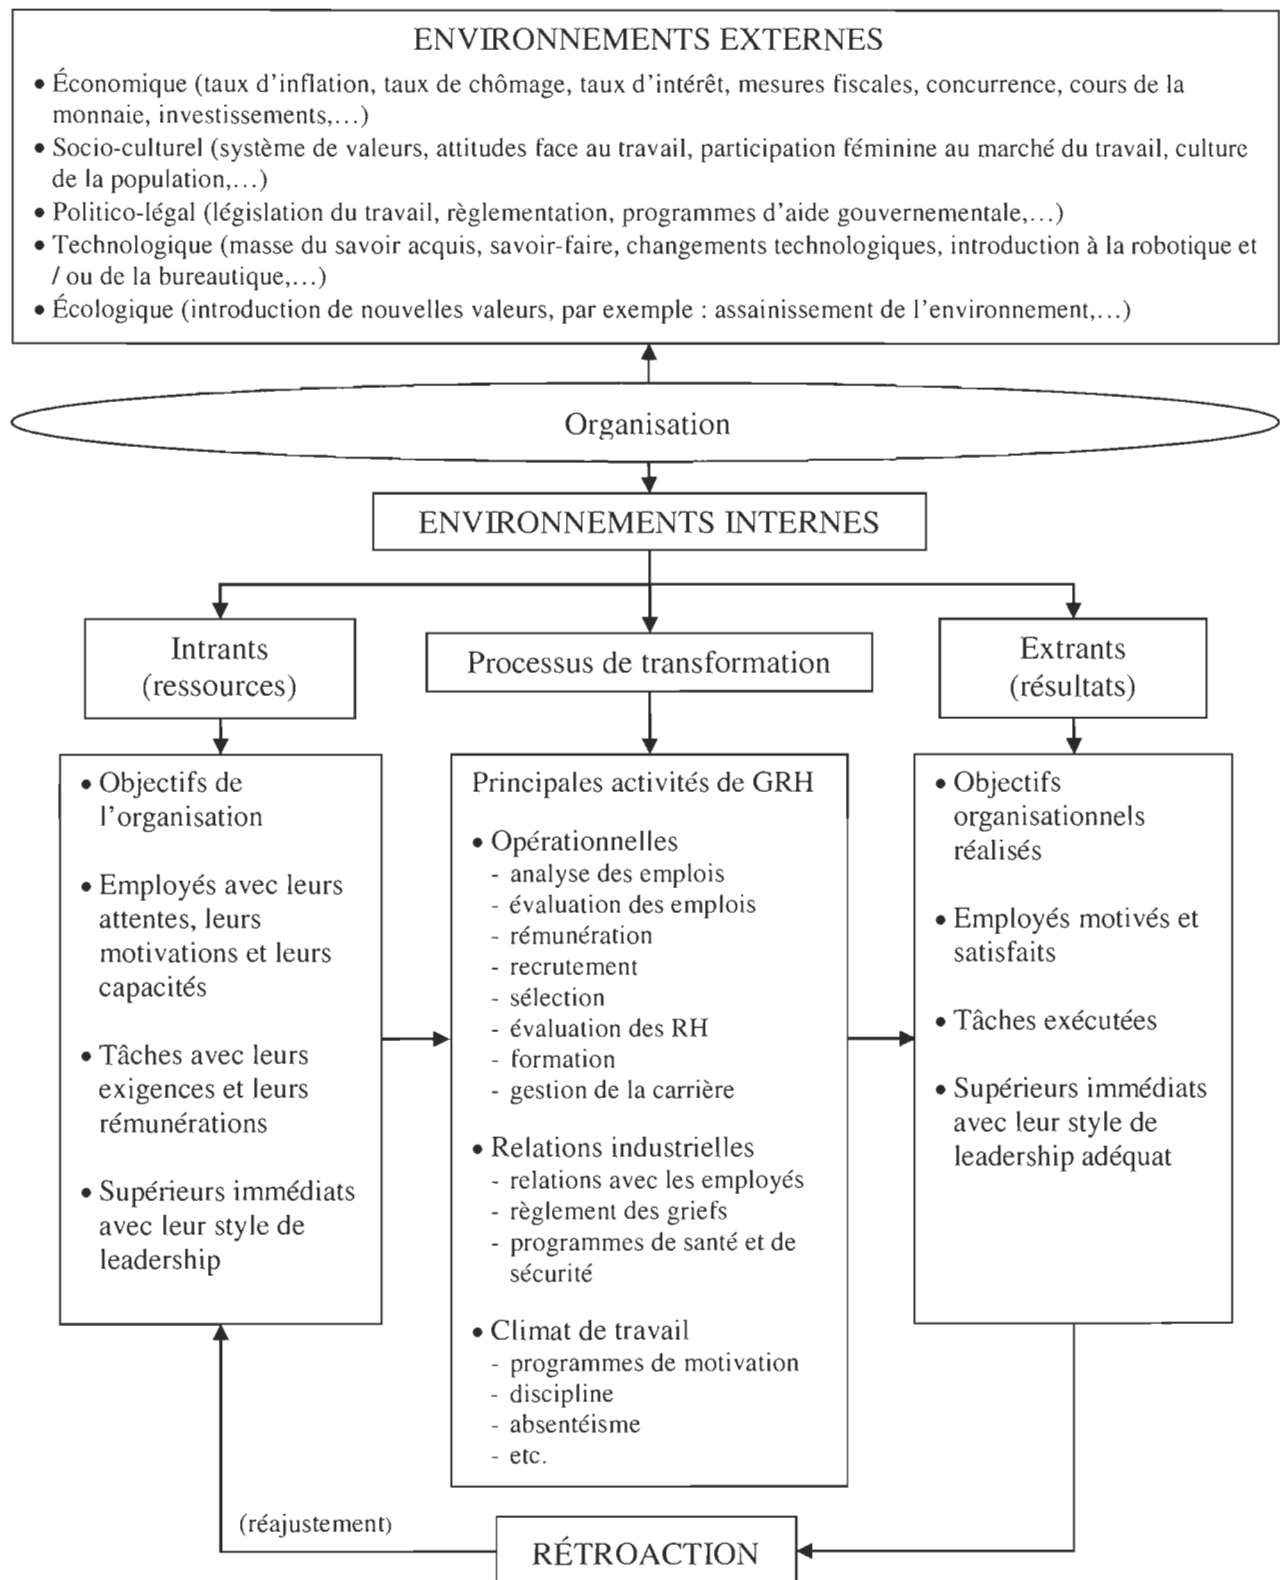 ENVIRONNEMENTS EXTERNES
• Économique (taux d'inflation, taux de chômage, taux d'intérêt, mesures fiscales, concurrence, cours de la
monnaie, investissements,...)
• Socio-culturel (système de valeurs, attitudes face au travail, participation féminine au marché du travail, culture
de la population,...)
• Politico-légal (législation du travail, règlementation, programmes d'aide gouvernementale,...)
• Technologique (masse du savoir acquis, savoir-faire, changements technologiques, introduction à la robotique et
/ ou de la bureautique,...)
• Écologique (introduction de nouvelles valeurs, par exemple : assainissement de l'environnement,...)
Organisation
ENVIRONNEMENTS INTERNES
Intrants
(ressources)
Processus de transformation
Extrants
(résultats)
• Objectifs de
l'organisation
• Employés avec leurs
attentes, leurs
motivations et leurs
capacités
• Tâches avec leurs
exigences et leurs
rémunérations
• Supérieurs immédiats
avec leur style de
leadership
Principales activités de GRH
• Opérationnelles
- analyse des emplois
- évaluation des emplois
- rémunération
- recrutement
- sélection
- évaluation des RH
- formation
- gestion de la carrière
• Relations industrielles
- relations avec les employés
- règlement des griefs
- programmes de santé et de
sécurité
• Climat de travail
- programmes de motivation
- discipline
- absentéisme
- etc.
• Objectifs
organisationnels
réalisés
• Employés motivés et
satisfaits
• Tâches exécutées
• Supérieurs immédiats
avec leur style de
leadership adéquat
(réajustement)
RÉTROACTION